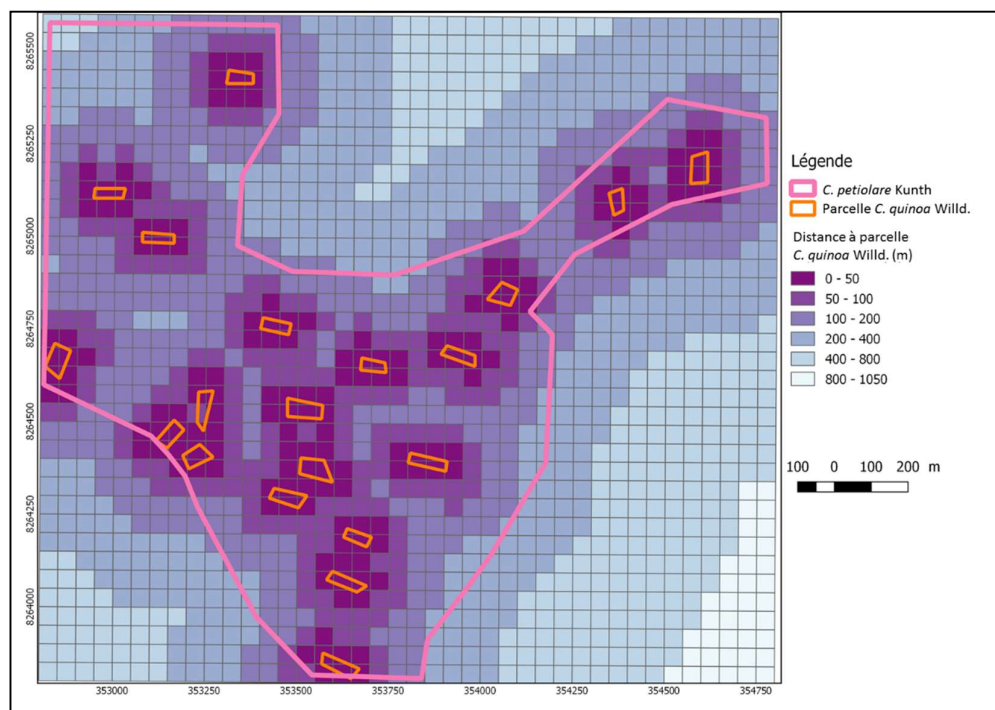 8265500
8265250
8265000
8264750
8264500
8264250
8264000
353000 353250 353500 353750 354000 354250 354500 354750
Légende
C. petiolare Kunth
Parcelle C. quinoa Willd.
Distance à parcelle
C. quinoa Willd. (m)
0 - 50
50 - 100
100 - 200
200 - 400
400 - 800
800 - 1050
100 0 100 200 m